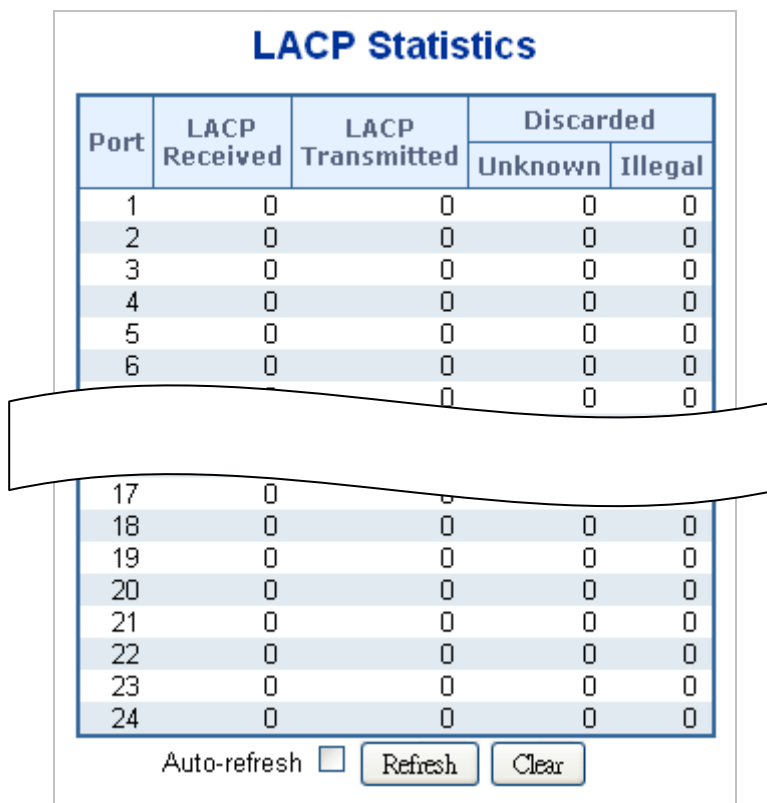 LACP Statistics
Port LACP Received LACP Transmitted Discarded
Unknown Illegal
1 0 0 0 0
2 0 0 0 0
3 0 0 0 0
4 0 0 0 0
5 0 0 0 0
6 0 0 0 0
0 0 0
17 0 0
18 0 0 0 0
19 0 0 0 0
20 0 0 0 0
21 0 0 0 0
22 0 0 0 0
23 0 0 0 0
24 0 0 0 0
Auto-refresh Refresh Clear